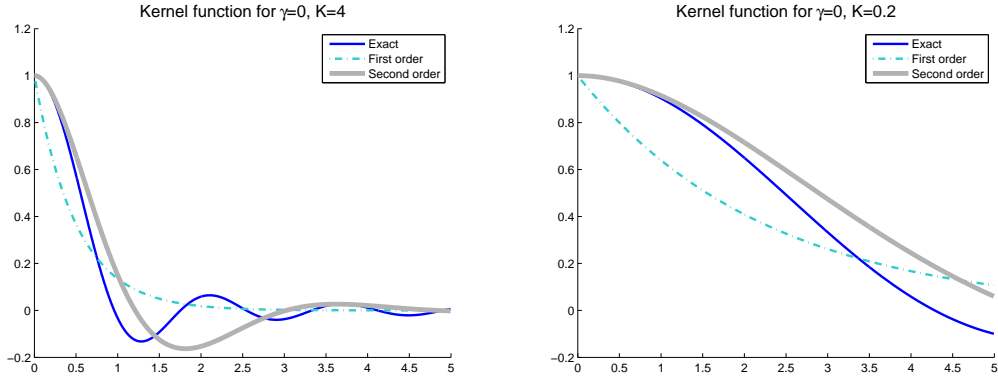 Kernel function for γ=0, K=4
1.2
1
0.8
0.6
0.4
0.2
0
−0.2
0 0.5 1 1.5 2 2.5 3 3.5 4 4.5 5
Exact
First order
Second order
Kernel function for γ=0, K=0.2
1.2
1
0.8
0.6
0.4
0.2
0
−0.2
0 0.5 1 1.5 2 2.5 3 3.5 4 4.5 5
Exact
First order
Second order